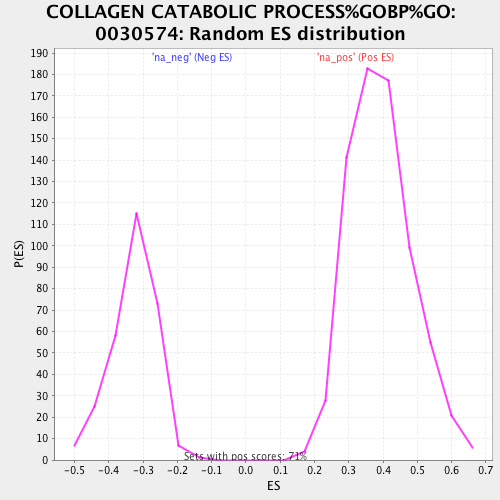 COLLAGEN CATABOLIC PROCESS%GOBP%GO:
0030574: Random ES distribution
'na_neg' (Neg ES)
'na_pos' (Pos ES)
190
180
170
160
150
140
130
120
110
100
90
80
70
60
50
40
30
20
10
0
P(ES)
Sets with pos scores: 71%
-0.5 -0.4 -0.3 -0.2 -0.1 0.0 0.1 0.2 0.3 0.4 0.5 0.6 0.7
ES